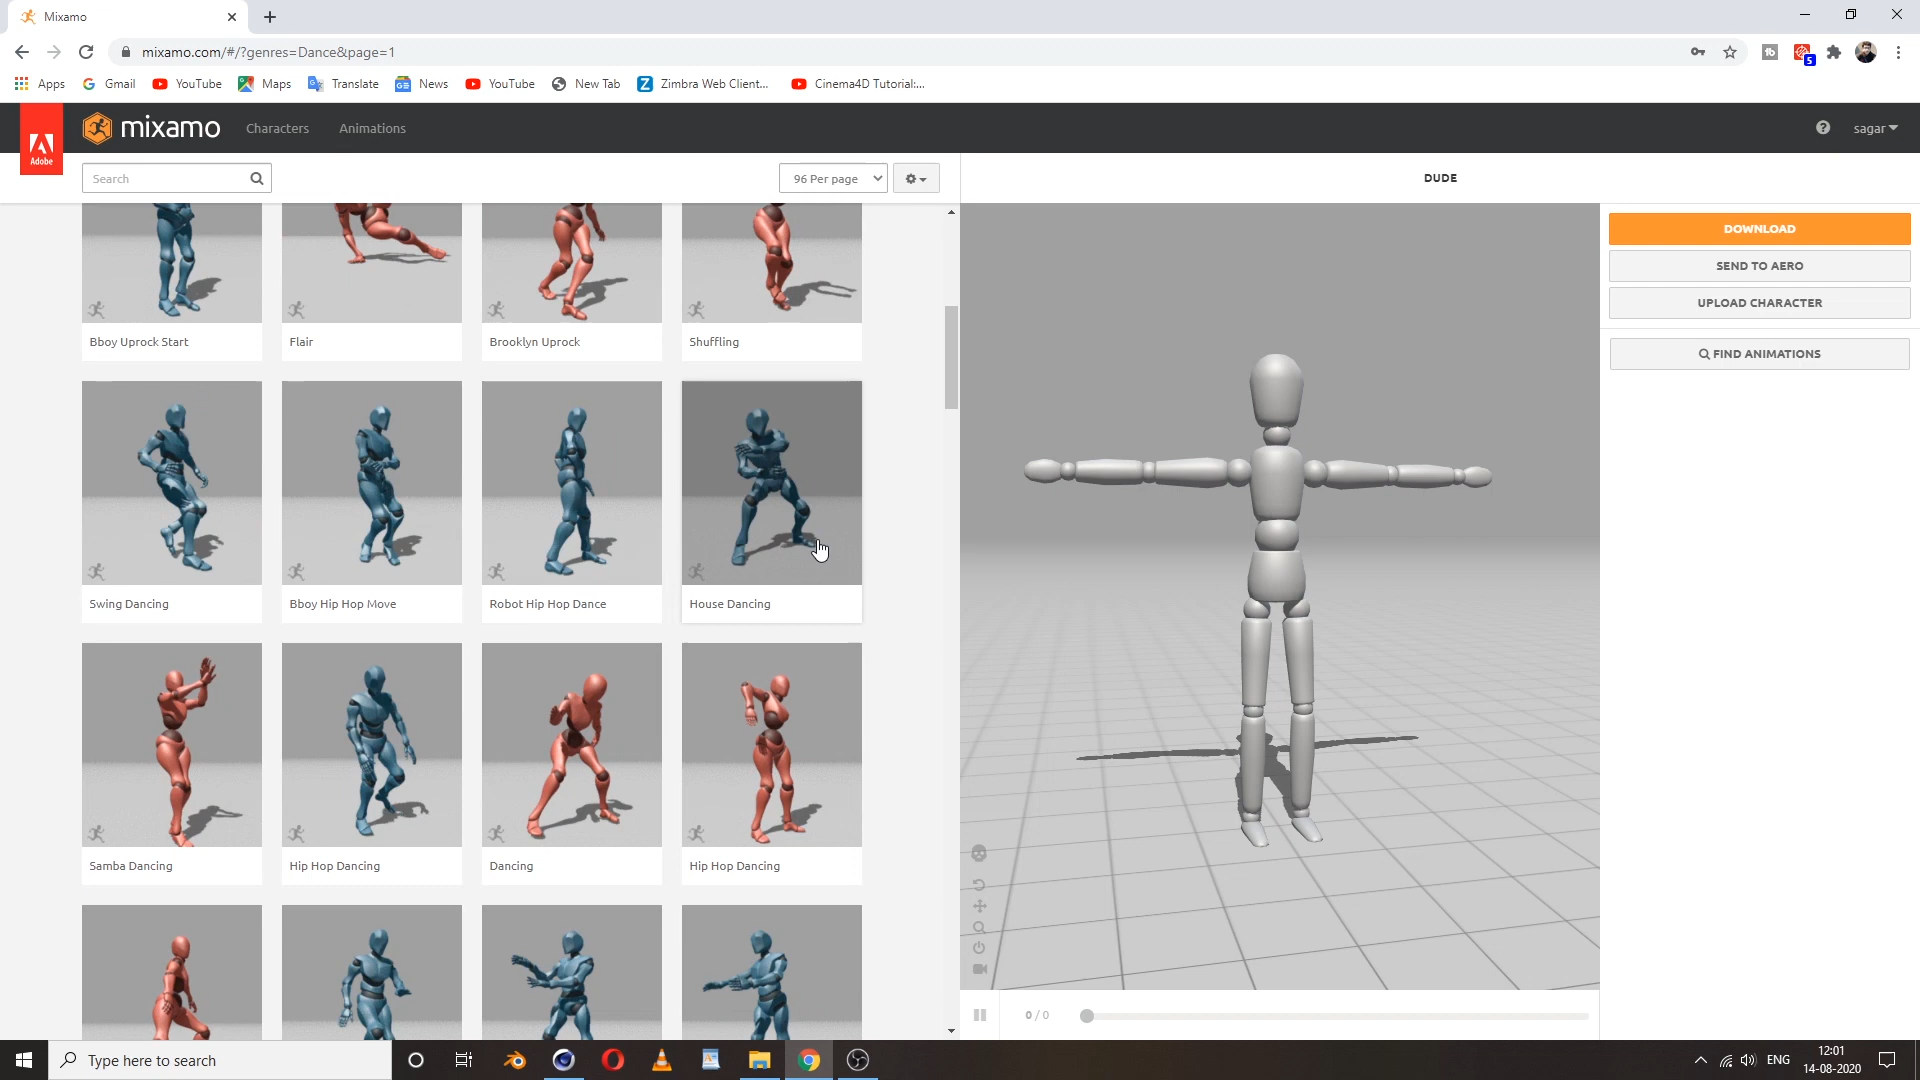 Mixamo
mixamo.com/#/?genres=Dance&page=1
5
Apps
Gmail
YouTube
Maps
Translate
News
YouTube
New Tab
Zimbra Web Client...
Cinema4D Tutorial:...
Adobe
mixamo
Characters
Animations
sagar
Search
96 Per page
DUDE
DOWNLOAD
SEND TO AERO
UPLOAD CHARACTER
FIND ANIMATIONS
Bboy Uprock Start
Flair
Brooklyn Uprock
Shuffling
Swing Dancing
Bboy Hip Hop Move
Robot Hip Hop Dance
House Dancing
Samba Dancing
Hip Hop Dancing
Dancing
Hip Hop Dancing
0 / 0
Type here to search
ENG
12:01
14-08-2020